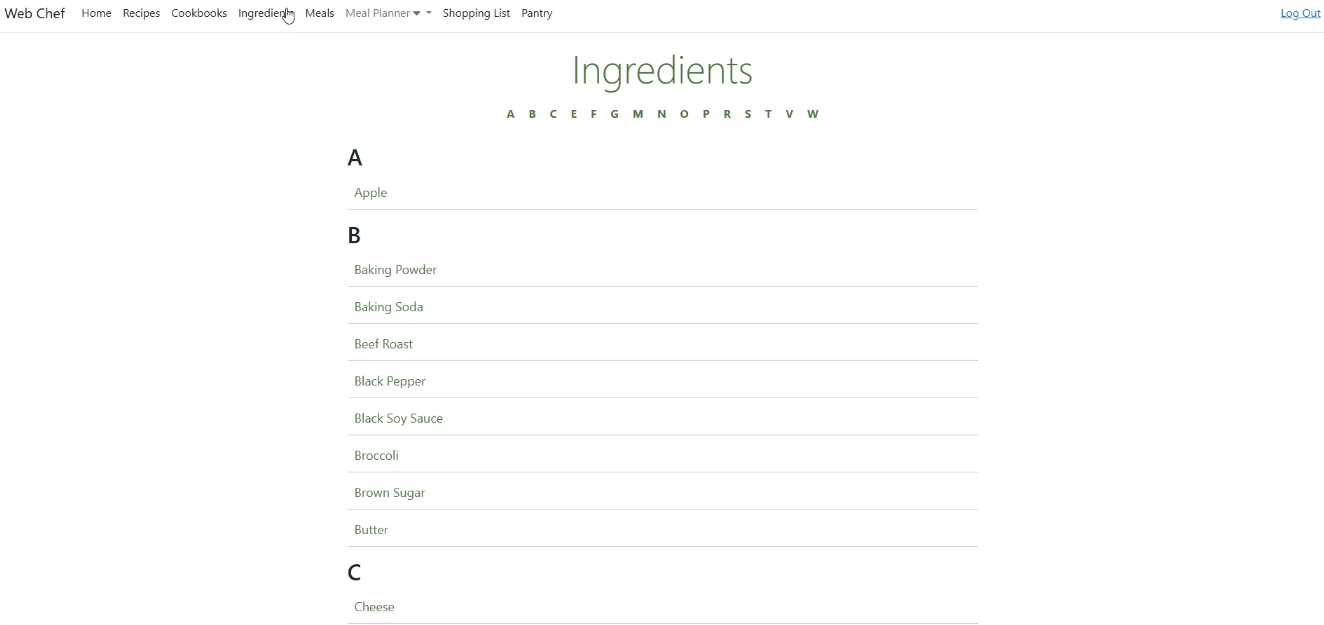 Web Chef Home Recipes Cookbooks Ingredients Meals Meal Planner Shopping List Pantry Log Out
Ingredients
A B C E F G M N O P R S T V W
A
Apple
B
Baking Powder
Baking Soda
Beef Roast
Black Pepper
Black Soy Sauce
Broccoli
Brown Sugar
Butter
C
Cheese